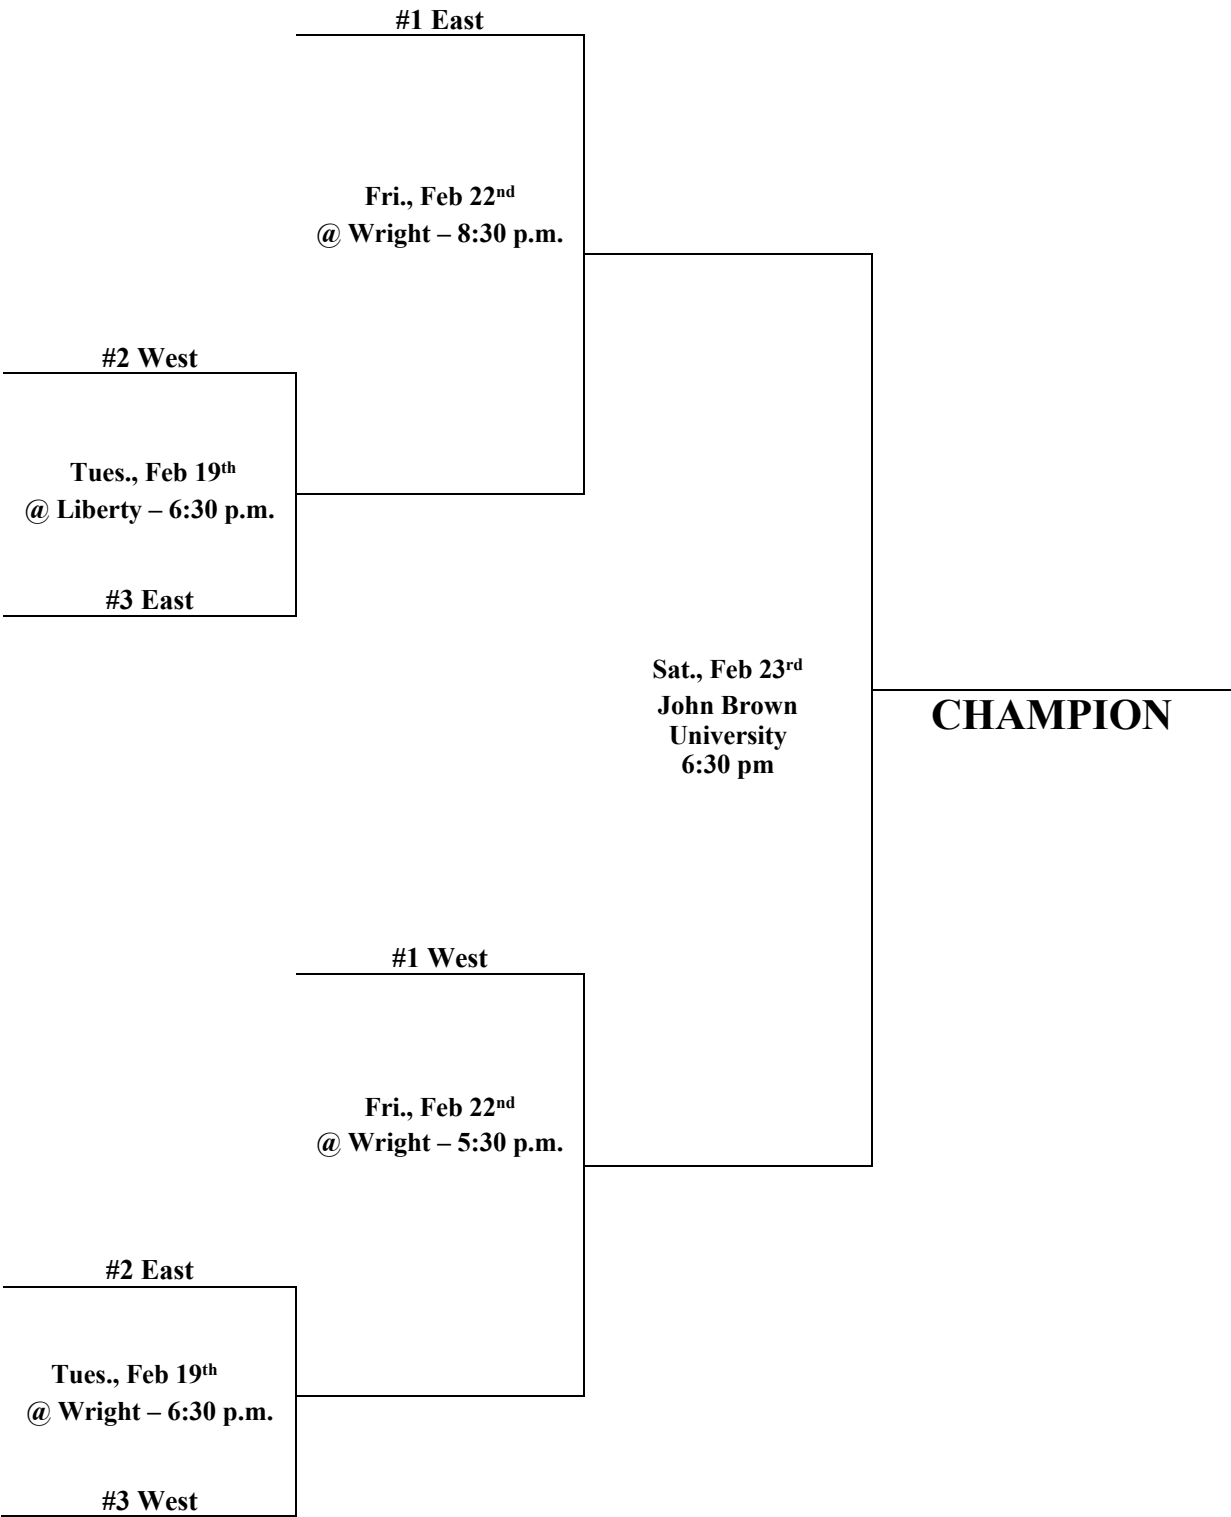 #1 East
Fri., Feb 22nd
@ Wright – 8:30 p.m.
#2 West
Tues., Feb 19th
@ Liberty – 6:30 p.m.
#3 East
Sat., Feb 23rd
John Brown
University
6:30 pm
CHAMPION
#1 West
Fri., Feb 22nd
@ Wright – 5:30 p.m.
#2 East
Tues., Feb 19th
@ Wright – 6:30 p.m.
#3 West